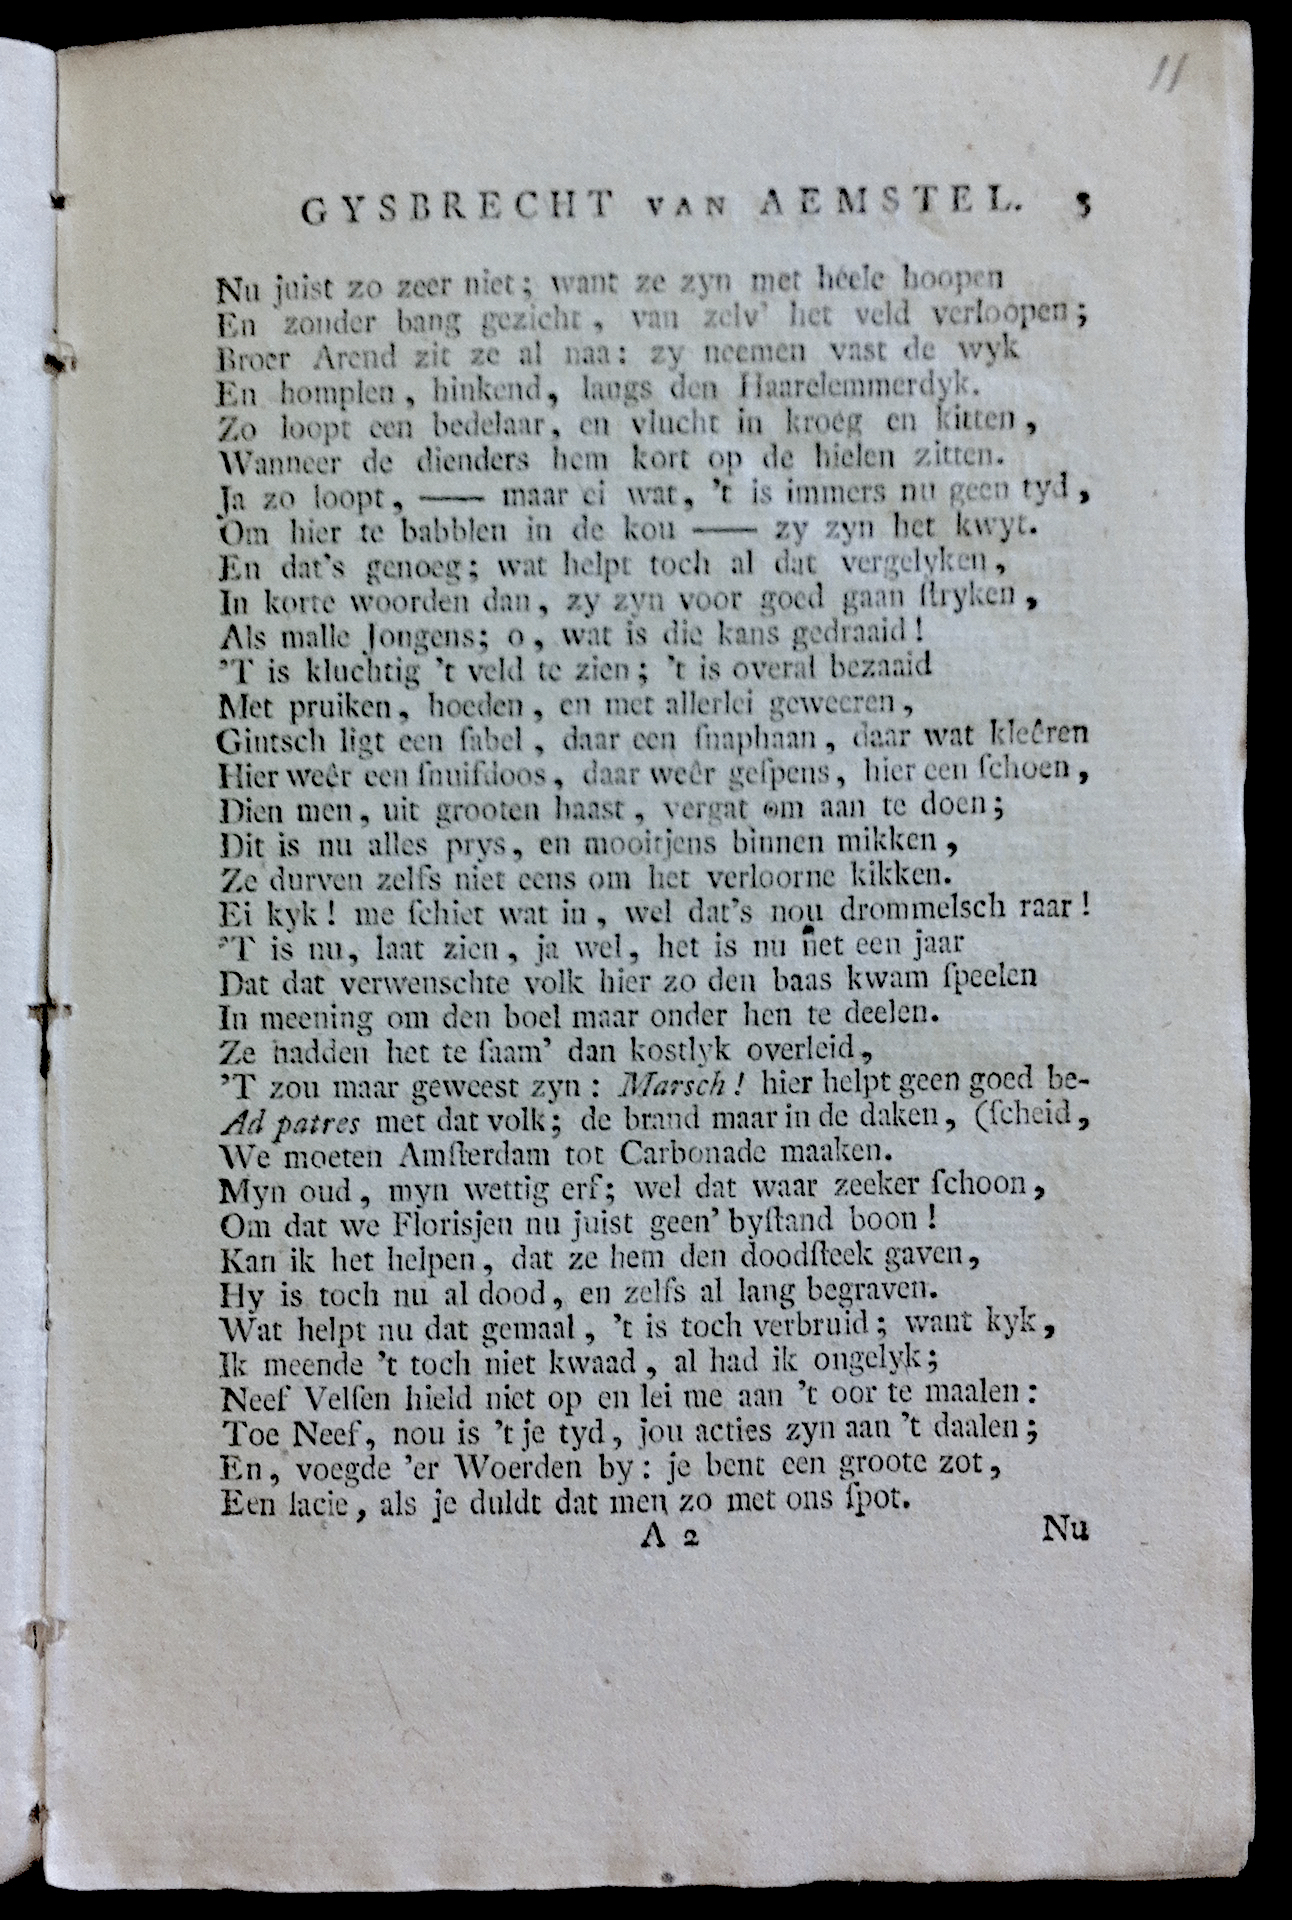 11
GYSBRECHT VAN AEMSTEL. 3
Nu juist zo zeer niet; want ze zyn met héele hoopen
En zonder bang gezicht, van zelv' het veld verloopen;
Broer Arend zit ze al naa: zy neemen vast de wyk
En homplen, hinkend, langs den Haarelemmerdyk.
Zo loopt een bedelaar, en vlucht in kroeg en kitten,
Wanneer de dienders hem kort op de hielen zitten.
Ja zo loopt, —— maar ei wat, 't is immers nu geen tyd,
Om hier te babblen in de kou —— zy zyn het kwyt.
En dat's genoeg; wat helpt toch al dat vergelyken,
In korte woorden dan, zy zyn voor goed gaan ſtryken,
Als malle Jongens; o, wat is die kans gedraaid!
'T is kluchtig 't veld te zien; 't is overal bezaaid
Met pruiken, hoeden, en met allerlei geweeren,
Gintsch ligt een ſabel, daar een ſnaphaan, daar wat kleêren
Hier weêr een ſnuifdoos, daar weêr geſpens, hier een ſchoen,
Dien men, uit grooten haast, vergat om aan te doen;
Dit is nu alles prys, en mooitjens binnen mikken,
Ze durven zelfs niet eens om het verloorne kikken.
Ei kyk! me ſchiet wat in, wel dat's nou drommelsch raar!
'T is nu, laat zien, ja wel, het is nu net een jaar
Dat dat verwenschte volk hier zo den baas kwam ſpeelen
In meening om den boel maar onder hen te deelen.
Ze hadden het te ſaam' dan kostlyk overleid,
'T zou maar geweest zyn: Marsch! hier helpt geen goed be-
Ad patres met dat volk; de brand maar in de daken, (ſcheid,
We moeten Amſterdam tot Carbonade maaken.
Myn oud, myn wettig erf; wel dat waar zeeker ſchoon,
Om dat we Florisjen nu juist geen' byſtand boon!
Kan ik het helpen, dat ze hem den doodſteek gaven,
Hy is toch nu al dood, en zelfs al lang begraven.
Wat helpt nu dat gemaal, 't is toch verbruid; want kyk,
Ik meende 't toch niet kwaad, al had ik ongelyk;
Neef Velſen hield niet op en lei me aan 't oor te maalen:
Toe Neef, nou is 't je tyd, jou acties zyn aan 't daalen;
En, voegde 'er Woerden by: je bent een groote zot,
Een lacie, als je duldt dat men zo met ons ſpot.
A 2 Nu